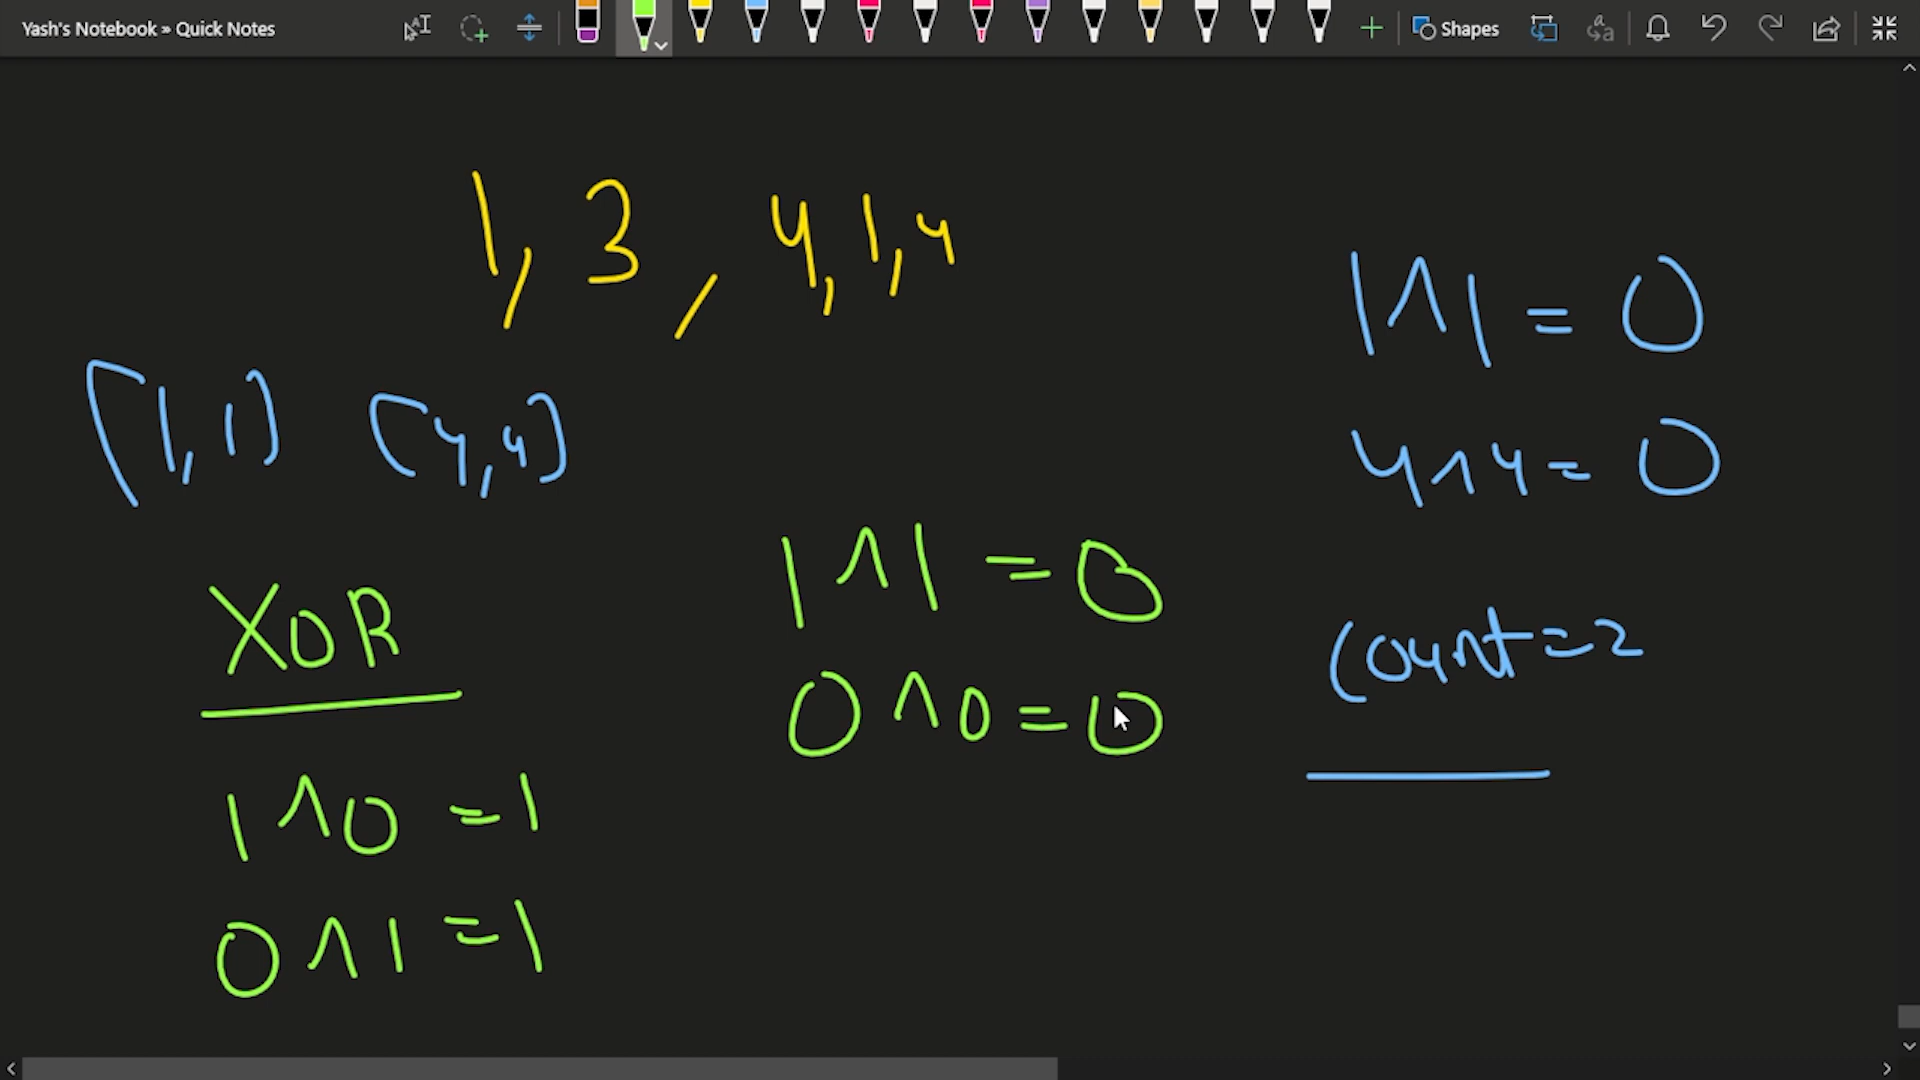 Yash's Notebook » Quick Notes
Shapes
1, 3, 4, 1, 4
[1, 1] [4, 4]
1 ^ 1 = 0
4 ^ 4 = 0
Count = 2
XOR
1 ^ 0 = 1
0 ^ 1 = 1
1 ^ 1 = 0
0 ^ 0 = 0